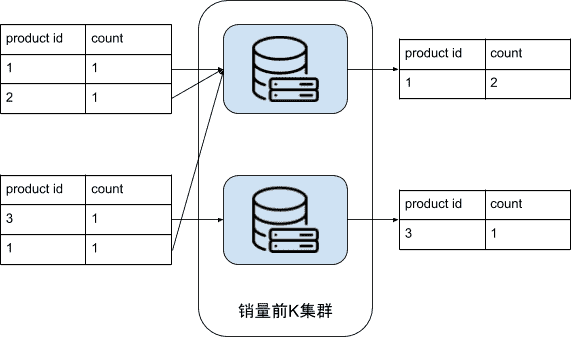 product id count
1 1
2 1
product id count
1 2
product id count
3 1
1 1
product id count
3 1
销量前K集群